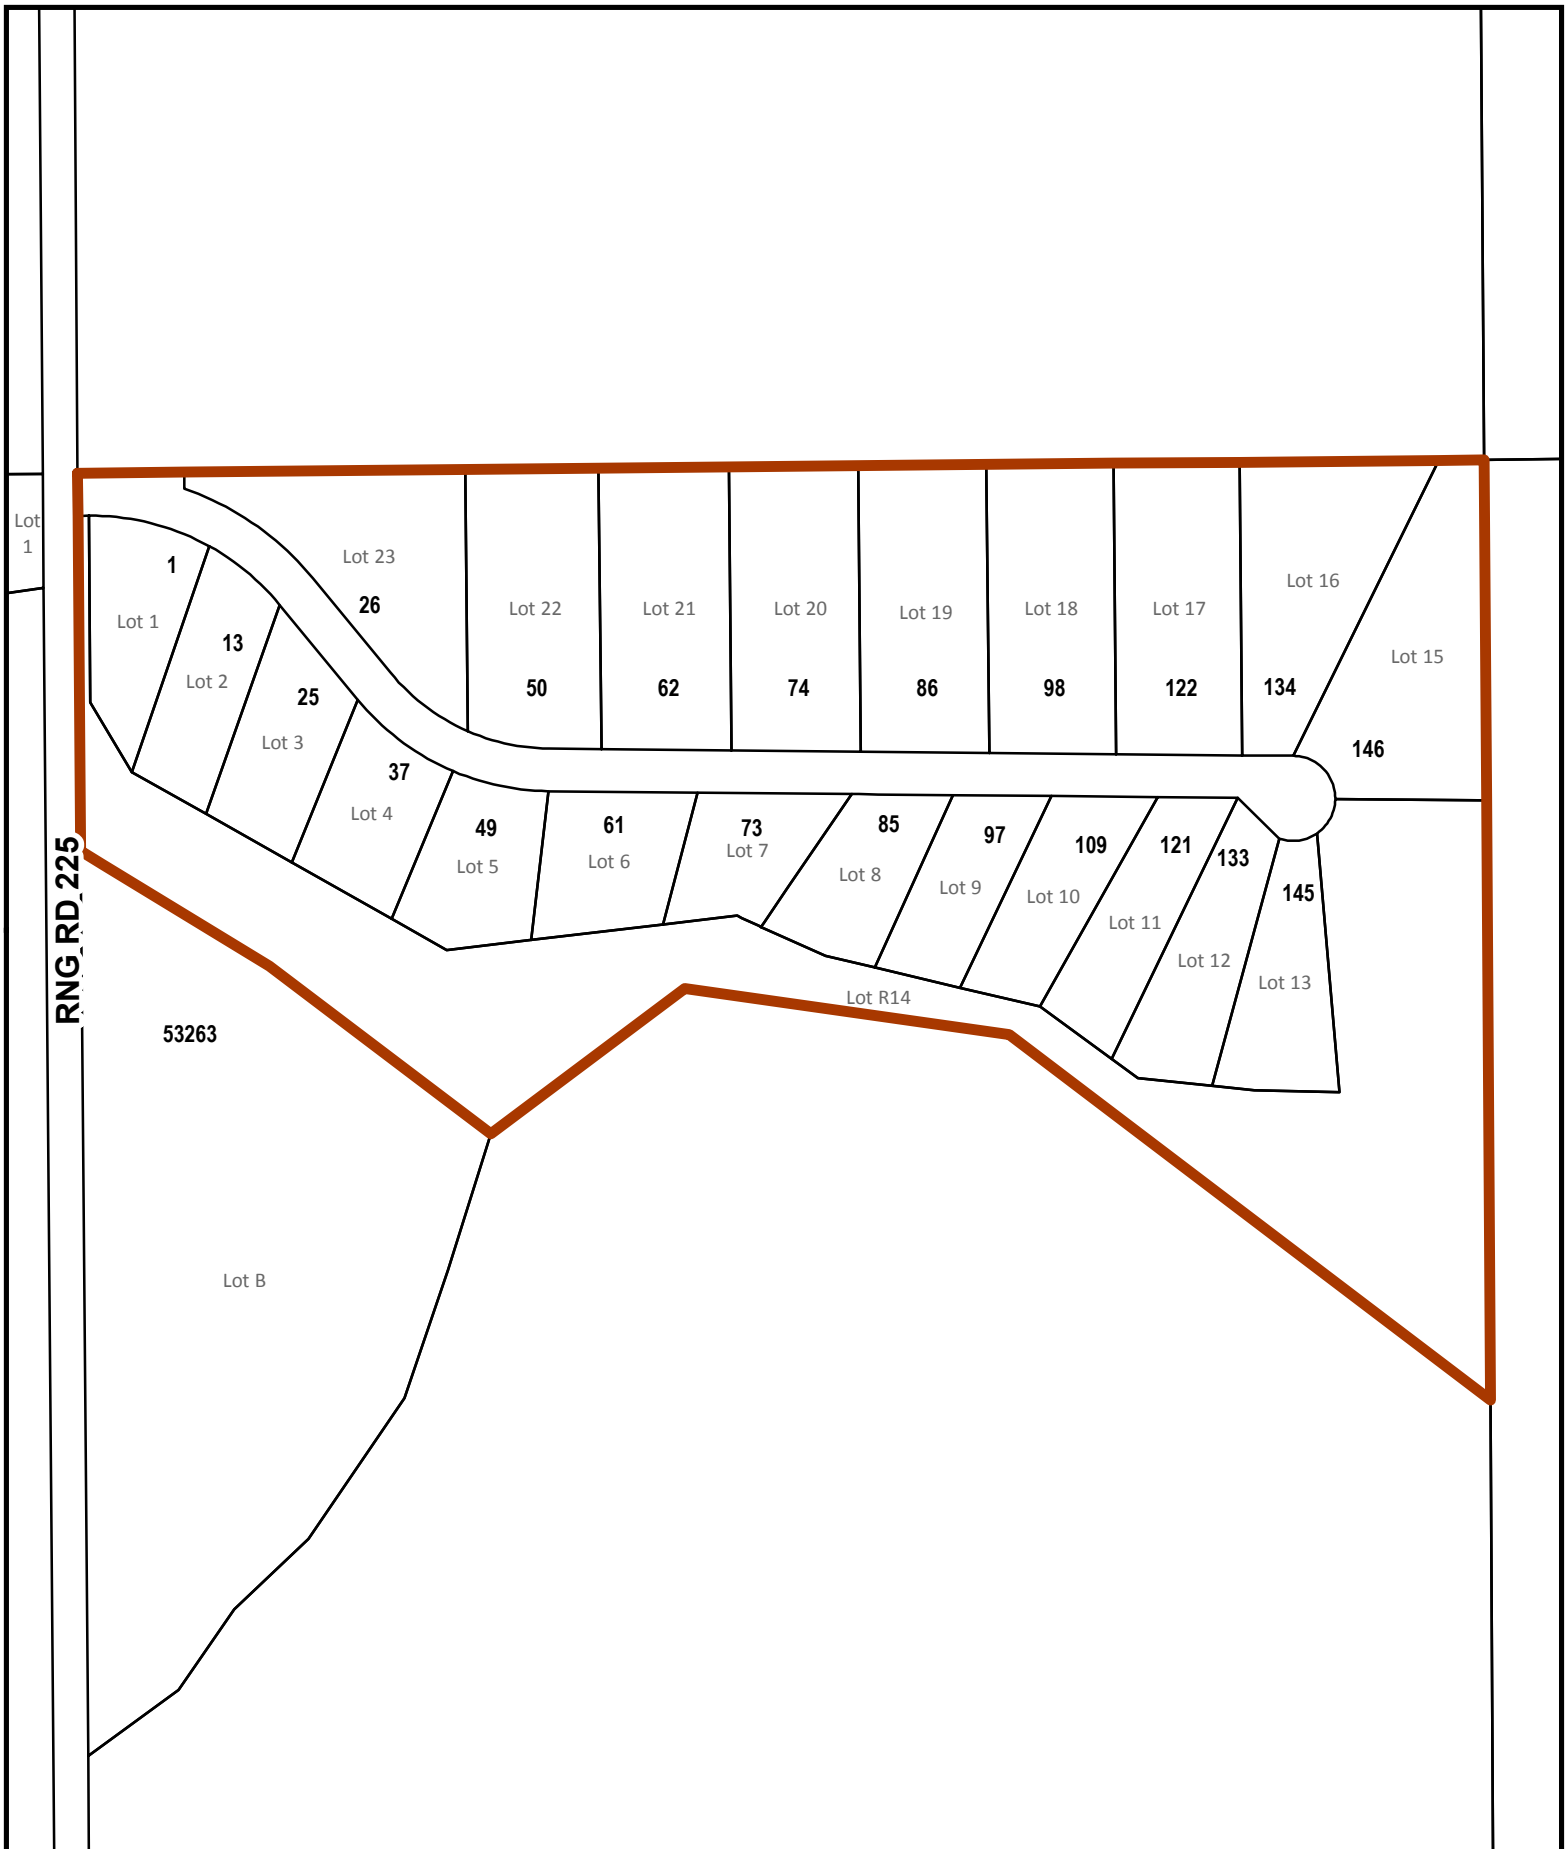 Lot
1
1
Lot 1
13
Lot 2
25
Lot 3
37
Lot 4
49
Lot 5
61
Lot 6
73
Lot 7
85
Lot 8
97
Lot 9
109
Lot 10
121
Lot 11
133
Lot 12
145
Lot 13
Lot R14
Lot 15
146
Lot 16
134
Lot 17
122
Lot 18
98
Lot 19
86
Lot 20
74
Lot 21
62
Lot 22
50
Lot 23
26
RNG RD 225
53263
Lot B